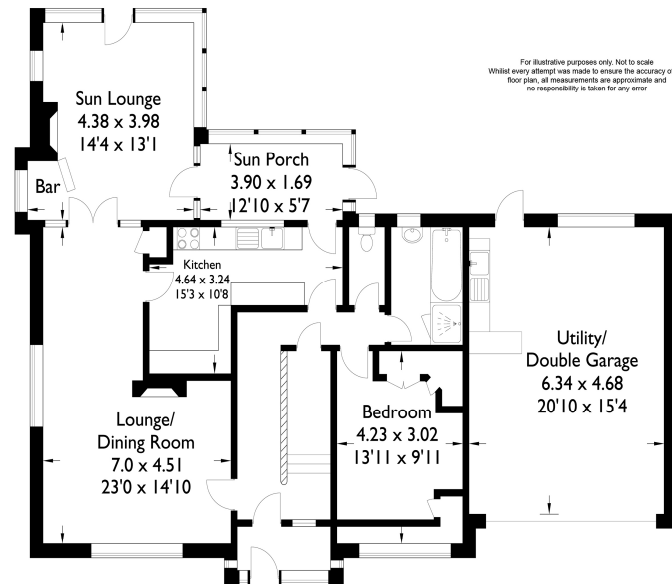 For illustrative purposes only. Not to scale
Whilist every attempt was made to ensure the accuracy of
floor plan, all measurements are approximate and
no responsibility is taken for any error
Sun Lounge
4.38 x 3.98
14'4 x 13'1
Sun Porch
3.90 x 1.69
12'10 x 5'7
Bar
Kitchen
4.64 x 3.24
15'3 x 10'8
Utility/
Double Garage
6.34 x 4.68
20'10 x 15'4
Lounge/
Dining Room
7.0 x 4.51
23'0 x 14'10
Bedroom
4.23 x 3.02
13'11 x 9'11